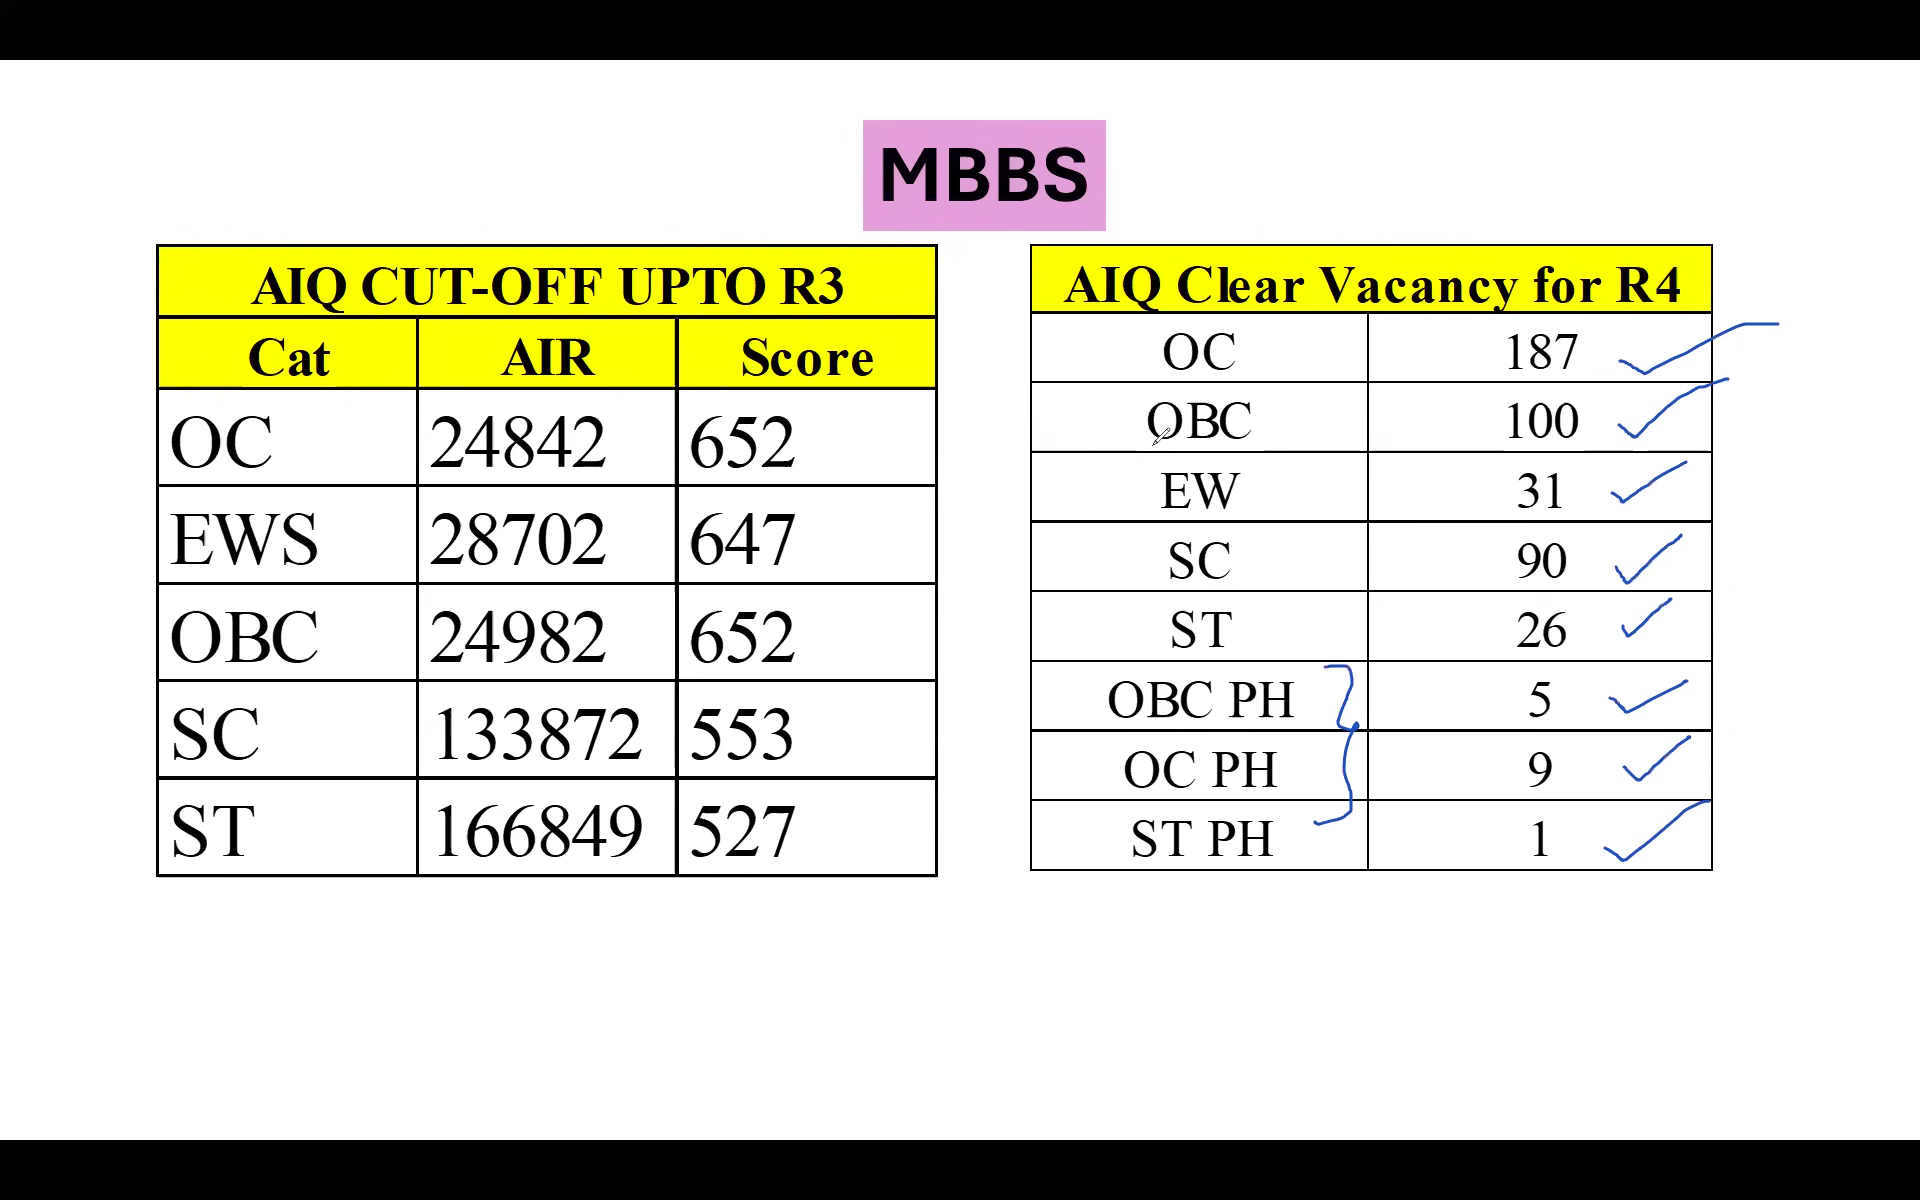 MBBS
AIQ CUT-OFF UPTO R3
Cat AIR Score
OC 24842 652
EWS 28702 647
OBC 24982 652
SC 133872 553
ST 166849 527
AIQ Clear Vacancy for R4
OC 187
OBC 100
EW 31
SC 90
ST 26
OBC PH 5
OC PH 9
ST PH 1